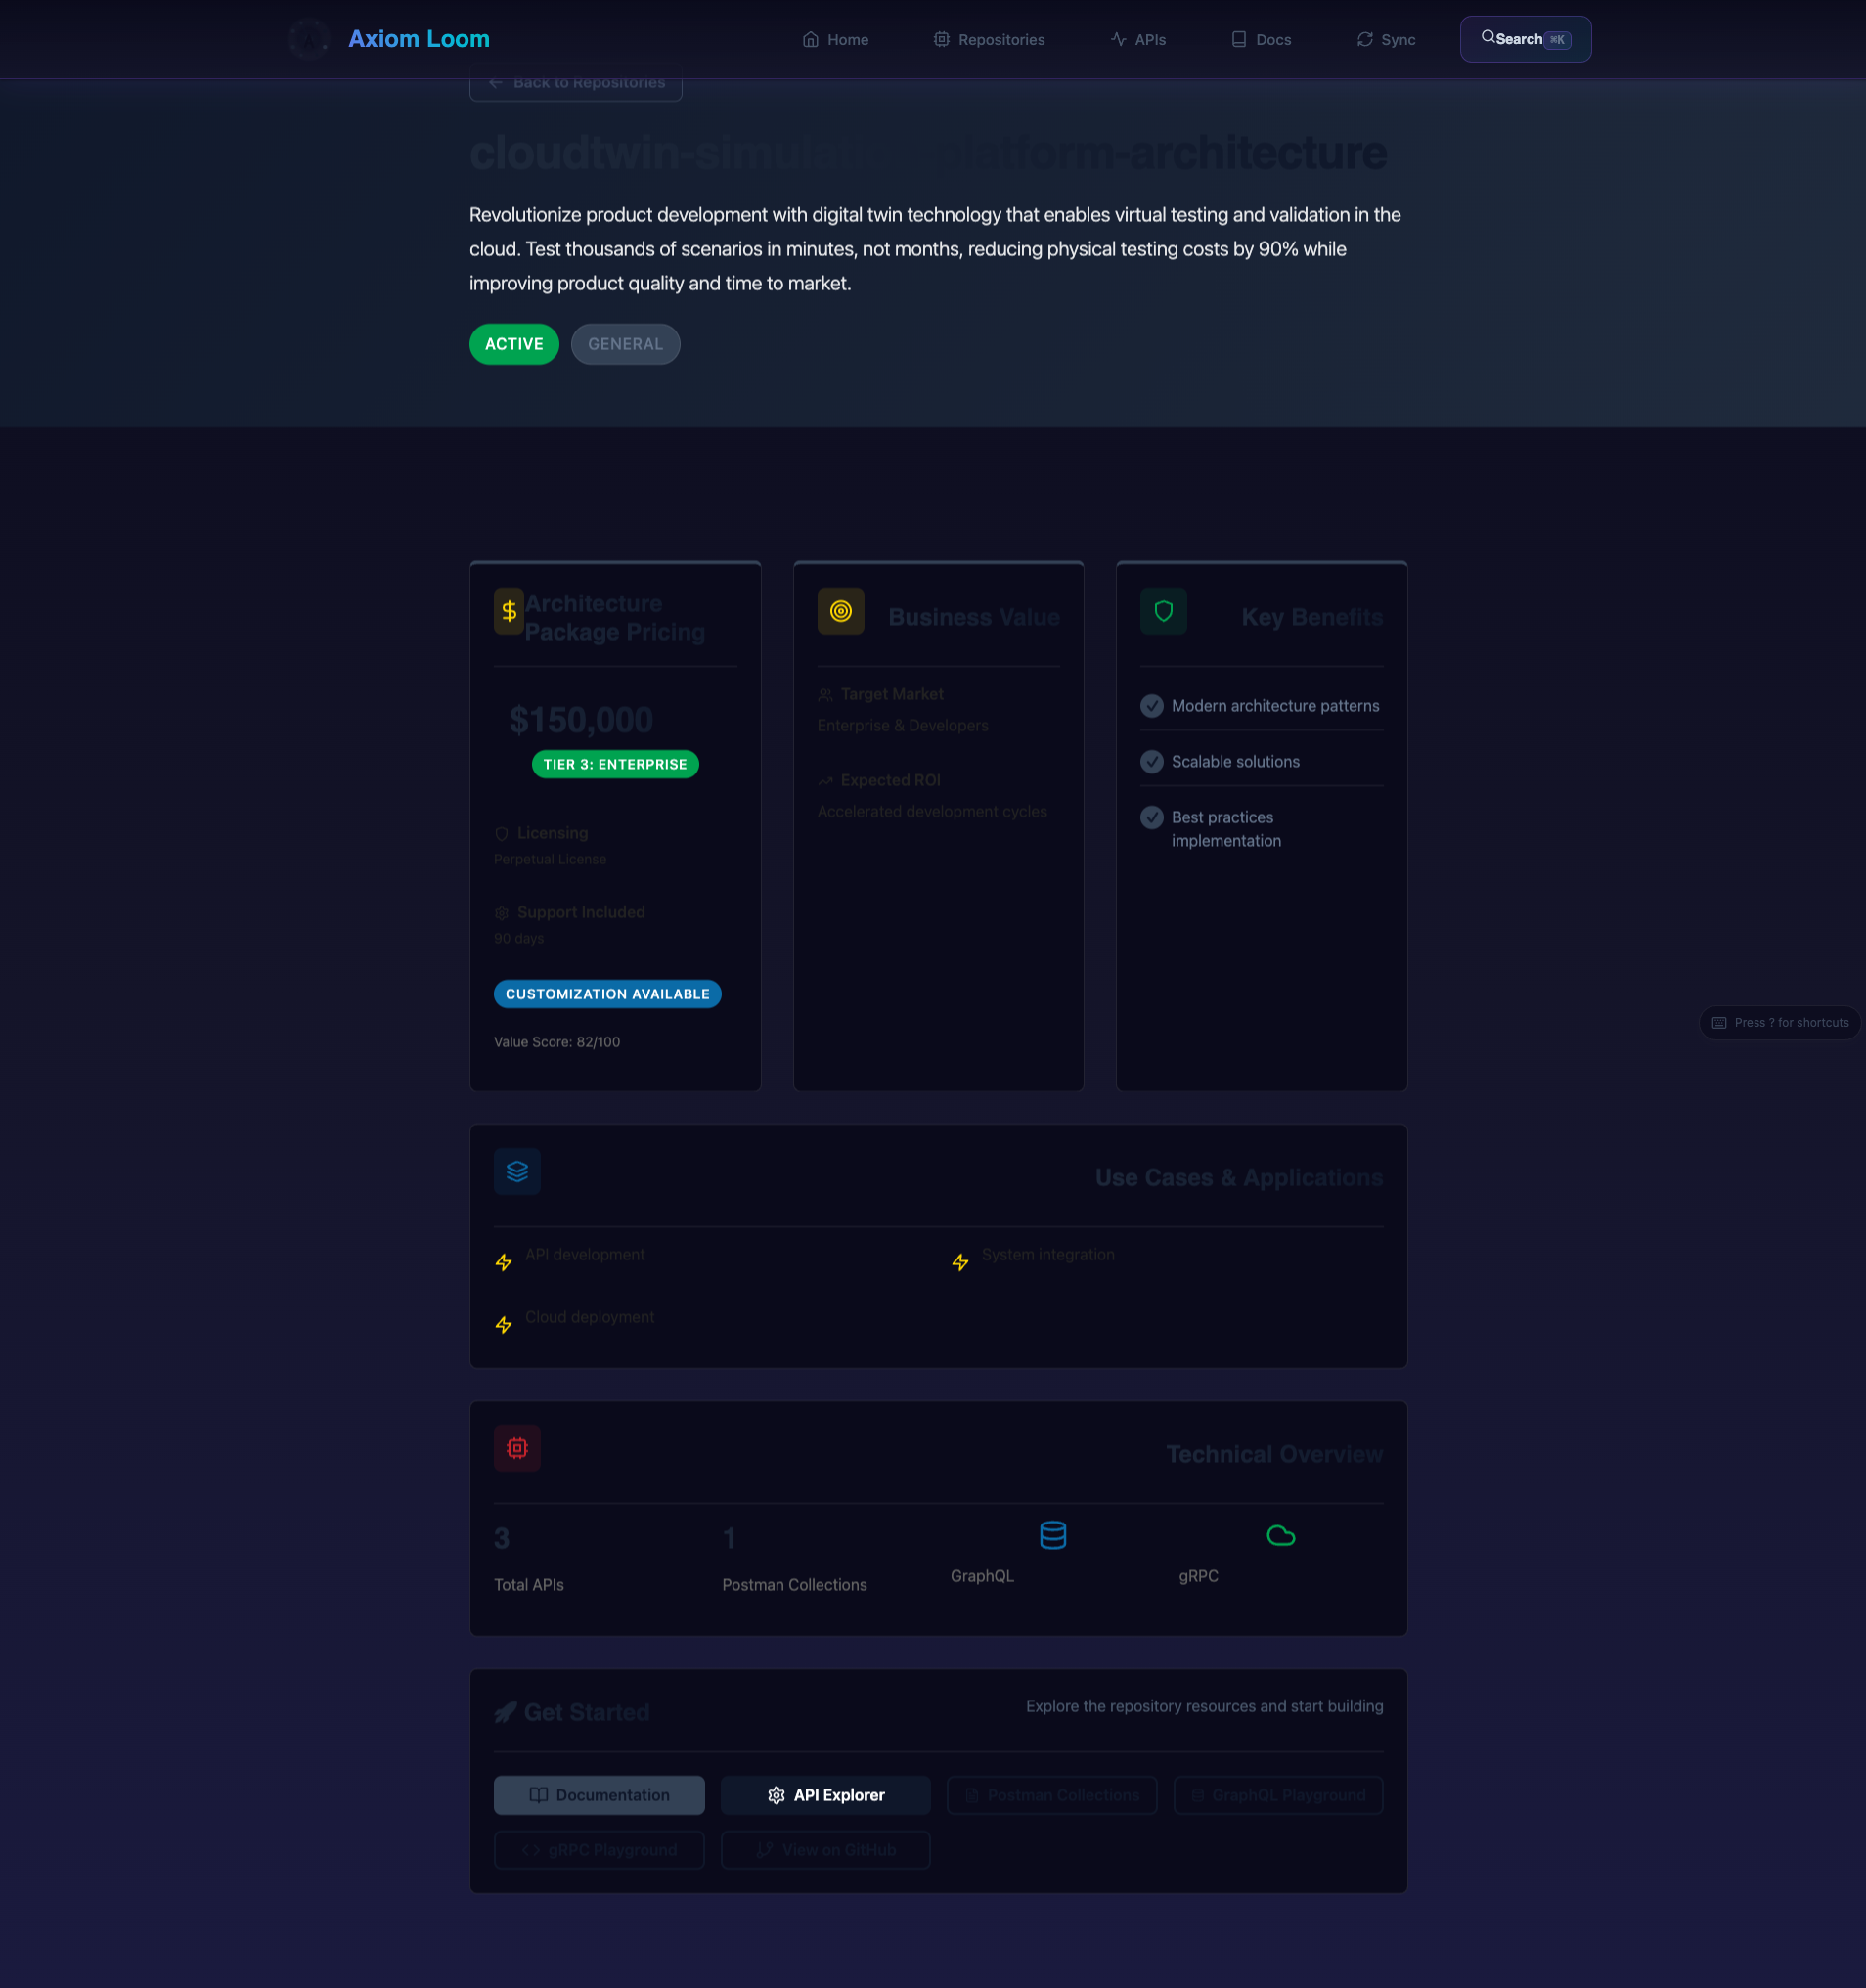 Axiom Loom
Home
Repositories
APIs
Docs
Sync
Search ⌘K
Back to Repositories
cloudtwin-simulation-platform-architecture
Revolutionize product development with digital twin technology that enables virtual testing and validation in the
cloud. Test thousands of scenarios in minutes, not months, reducing physical testing costs by 90% while
improving product quality and time to market.
ACTIVE
GENERAL
Architecture
Package Pricing
$150,000
TIER 3: ENTERPRISE
Licensing
Perpetual License
Support Included
90 days
CUSTOMIZATION AVAILABLE
Value Score: 82/100
Business Value
Target Market
Enterprise & Developers
Expected ROI
Accelerated development cycles
Key Benefits
Modern architecture patterns
Scalable solutions
Best practices
implementation
Press ? for shortcuts
Use Cases & Applications
API development
System integration
Cloud deployment
Technical Overview
3
Total APIs
1
Postman Collections
GraphQL
gRPC
Get Started
Explore the repository resources and start building
Documentation
API Explorer
Postman Collections
GraphQL Playground
gRPC Playground
View on GitHub